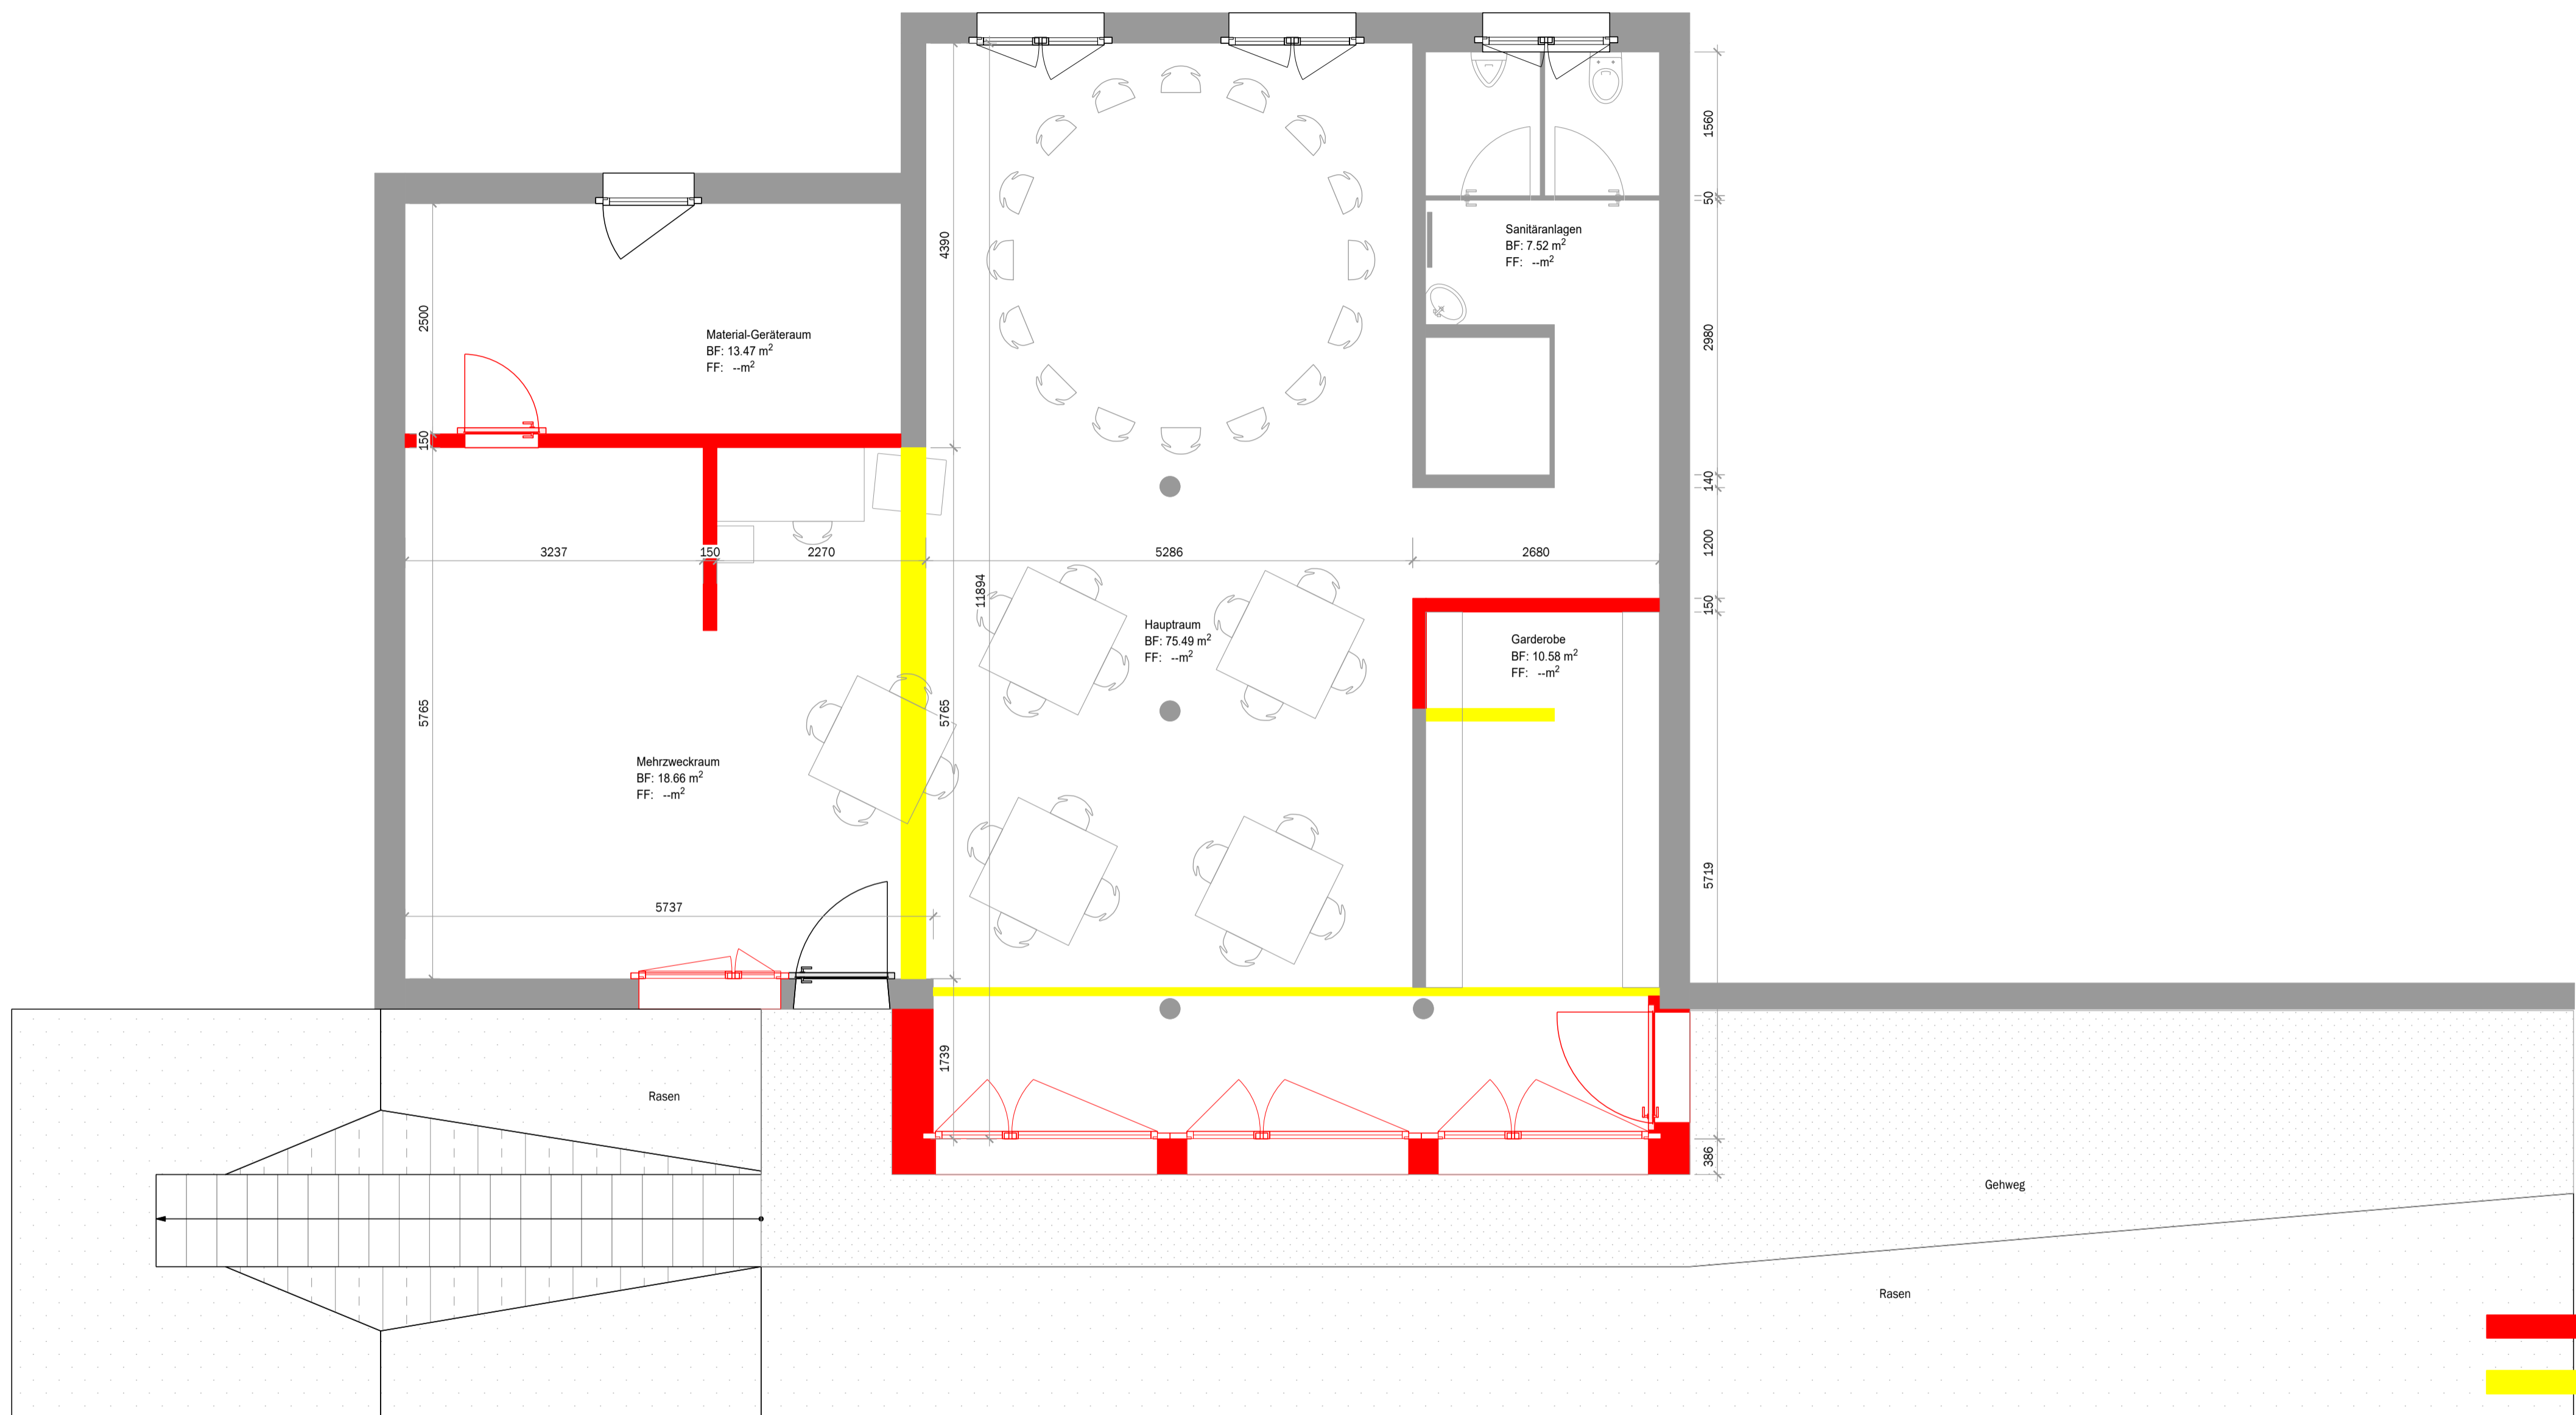 1560
50
Sanitäranlagen
BF: 7.52 m²
FF: --m²
4390
2500
Material-Geräteraum
BF: 13.47 m²
FF: --m²
2980
150
140
3237
150
2270
5286
2680
1200
11894
150
Hauptraum
BF: 75.49 m²
FF: --m²
Garderobe
BF: 10.58 m²
FF: --m²
5765
5765
Mehrzweckraum
BF: 18.66 m²
FF: --m²
5719
5737
1739
Rasen
386
Gehweg
Rasen